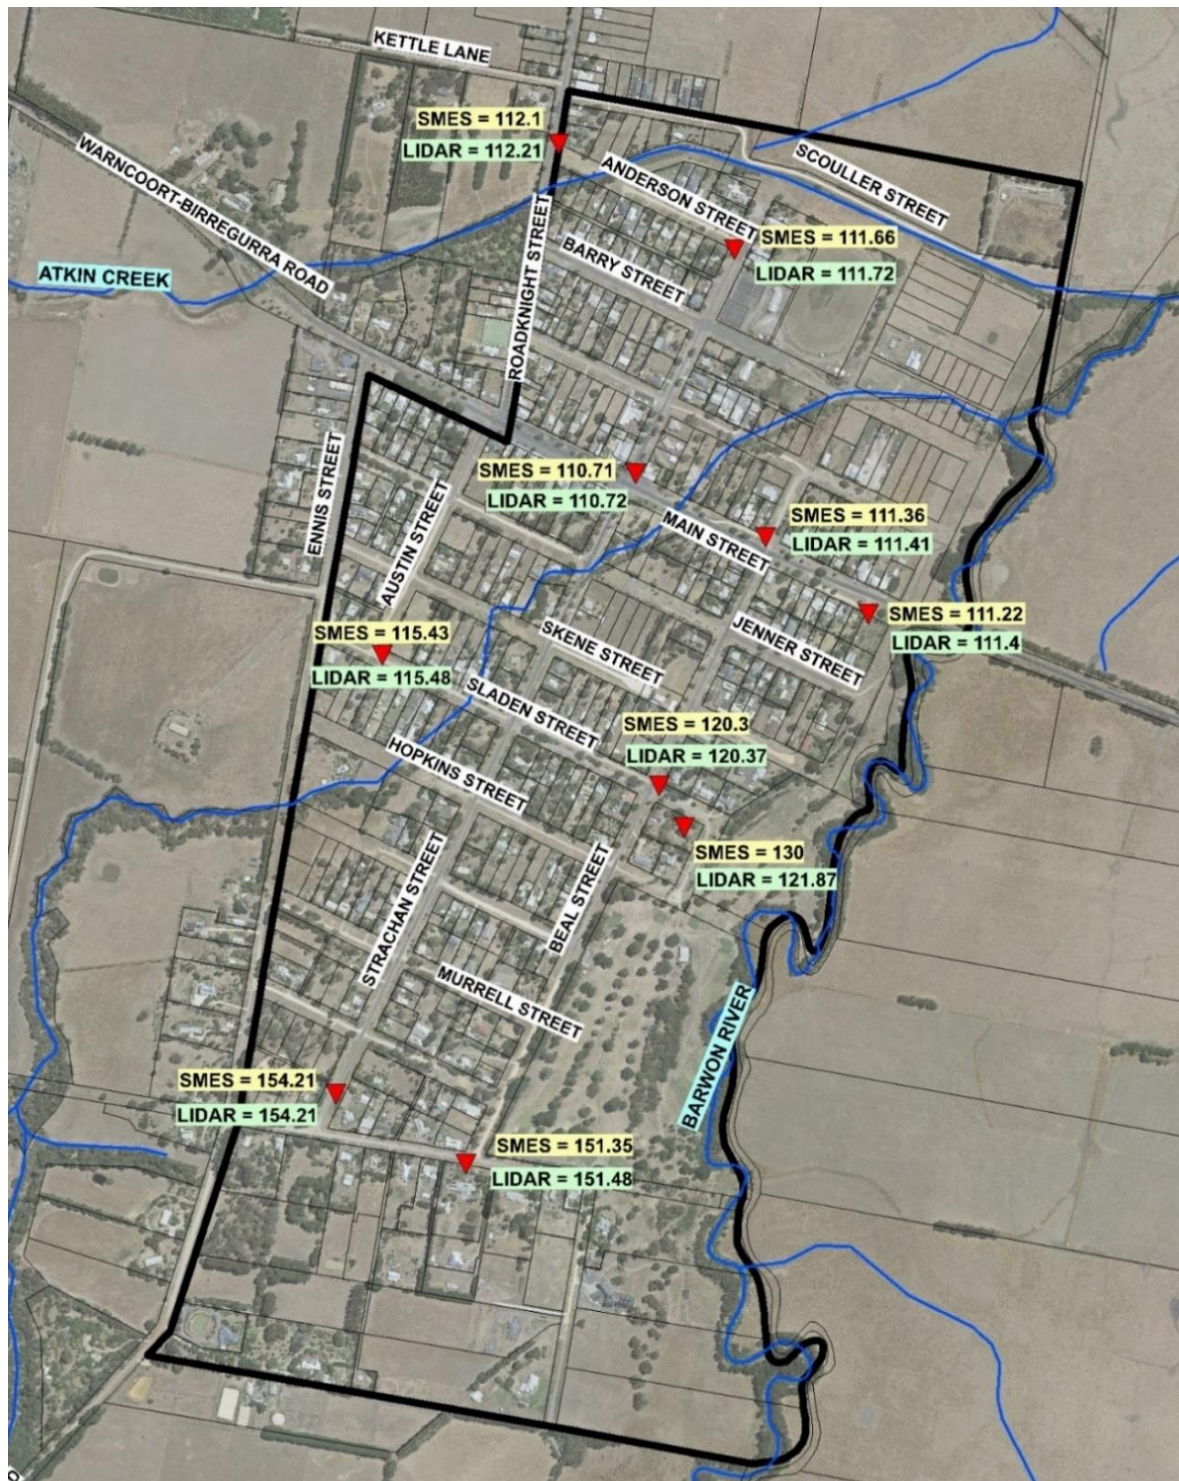 KETTLE LANE
SMES = 112.1
LIDAR = 112.21
WARNCOORT-BIRREGURRA ROAD
ANDERSON STREET
SCOULLER STREET
ROADKNIGHT STREET
BARRY STREET
SMES = 111.66
LIDAR = 111.72
ATKIN CREEK
ENNIS STREET
AUSTIN STREET
SMES = 110.71
LIDAR = 110.72
MAIN STREET
SMES = 111.36
LIDAR = 111.41
SMES = 111.22
LIDAR = 111.4
JENNER STREET
SMES = 115.43
LIDAR = 115.48
SKENE STREET
SLADEN STREET
SMES = 120.3
LIDAR = 120.37
HOPKINS STREET
SMES = 130
LIDAR = 121.87
STRACHAN STREET
BEAL STREET
MURRELL STREET
BARWON RIVER
SMES = 154.21
LIDAR = 154.21
SMES = 151.35
LIDAR = 151.48